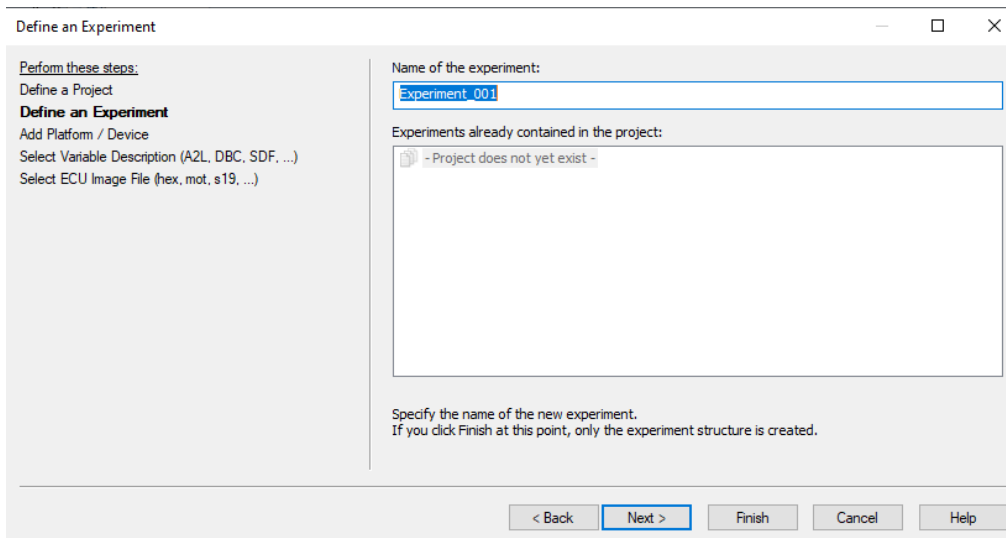 Define an Experiment
Perform these steps:
Define a Project
Define an Experiment
Add Platform / Device
Select Variable Description (A2L, DBC, SDF, ...)
Select ECU Image File (hex, mot, s19, ...)
Name of the experiment:
Experiment_001
Experiments already contained in the project:
- Project does not yet exist -
Specify the name of the new experiment.
If you click Finish at this point, only the experiment structure is created.
< Back
Next >
Finish
Cancel
Help